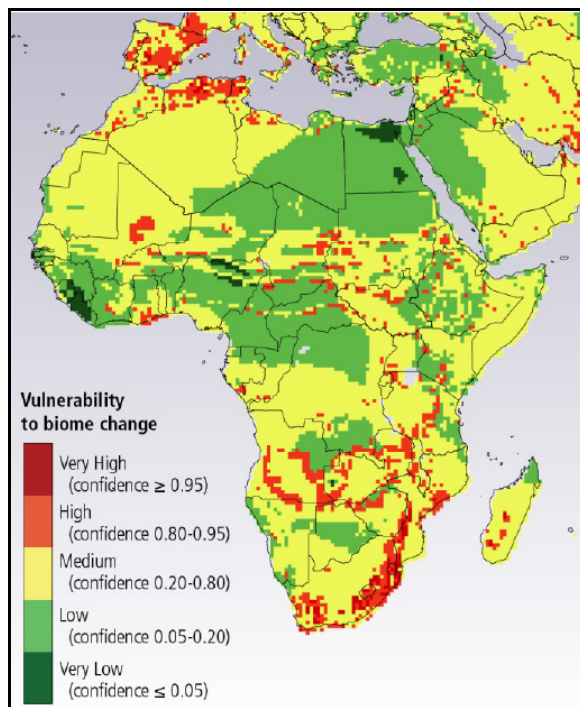 Vulnerability
to biome change
Very High
(confidence ≥ 0.95)
High
(confidence 0.80-0.95)
Medium
(confidence 0.20-0.80)
Low
(confidence 0.05-0.20)
Very Low
(confidence ≤ 0.05)